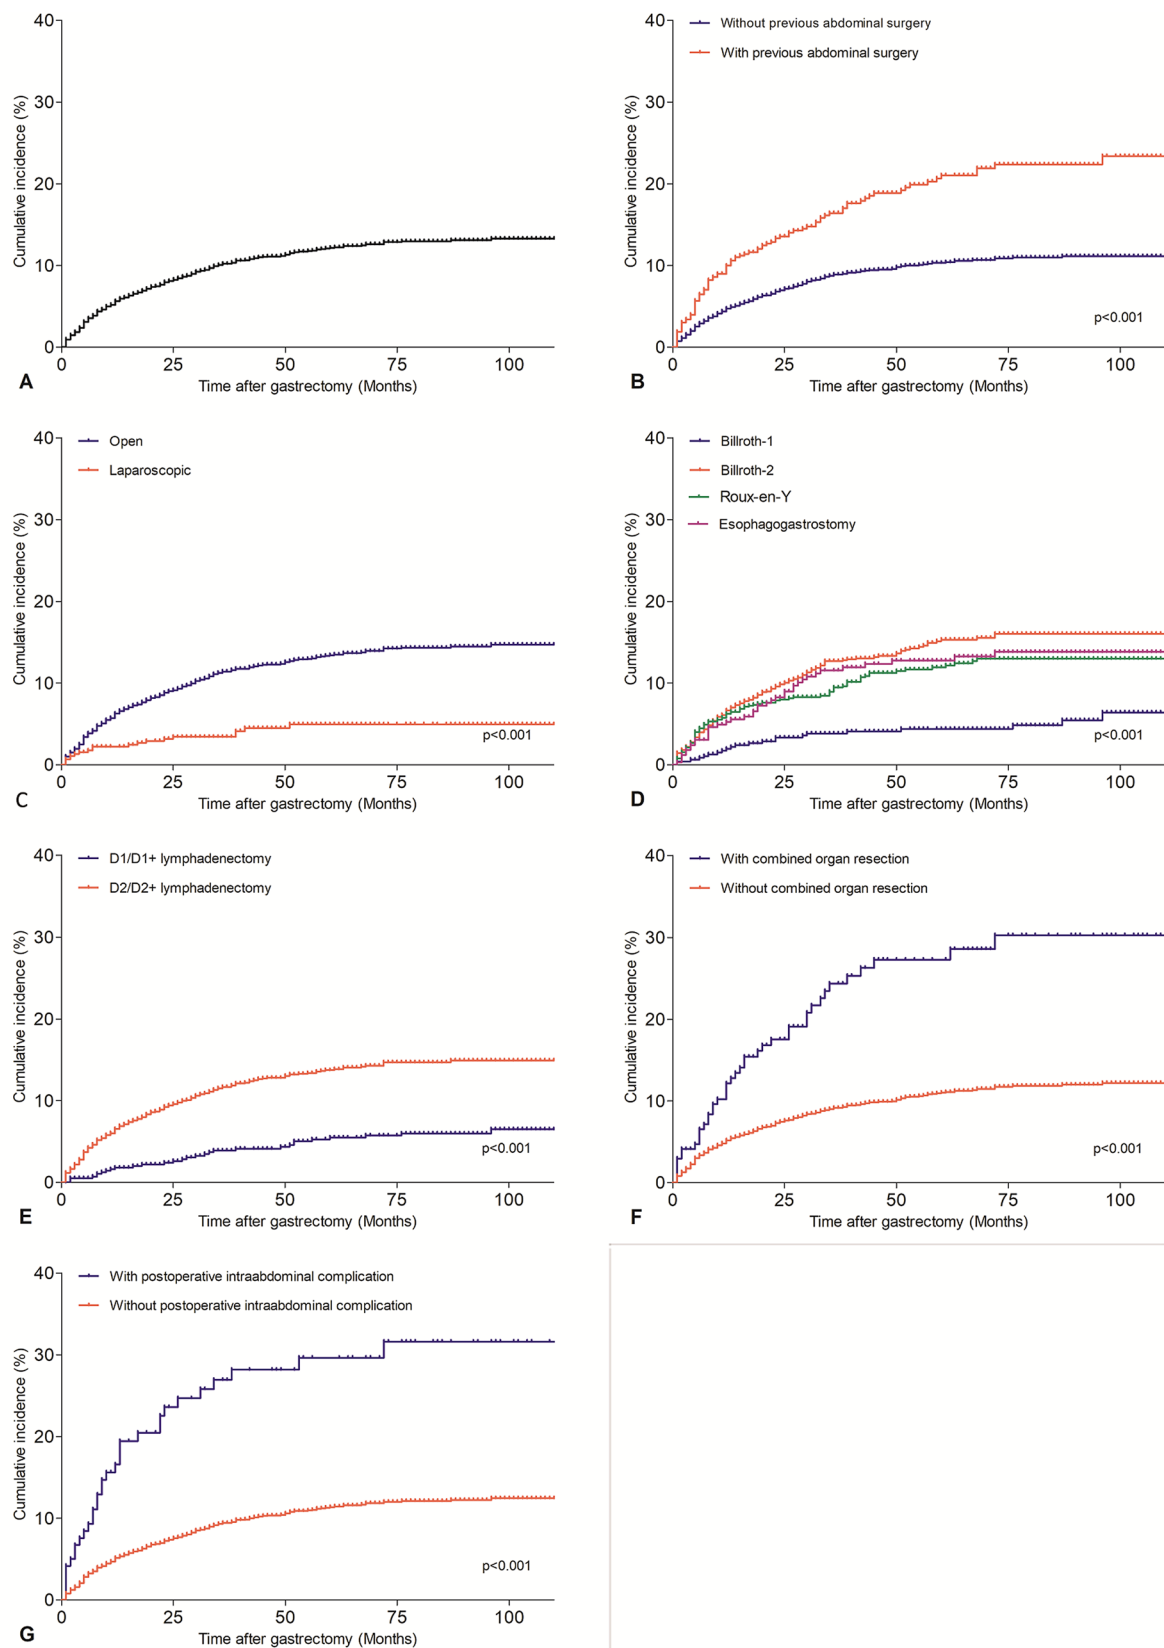 40
30
20
10
0
Cumulative incidence (%)
0 25 50 75 100
Time after gastrectomy (Months)
A
Without previous abdominal surgery
With previous abdominal surgery
40
30
20
10
0
Cumulative incidence (%)
p<0.001
0 25 50 75 100
Time after gastrectomy (Months)
B
Open
Laparoscopic
40
30
20
10
0
Cumulative incidence (%)
p<0.001
0 25 50 75 100
Time after gastrectomy (Months)
C
Billroth-1
Billroth-2
Roux-en-Y
Esophagogastrostomy
40
30
20
10
0
Cumulative incidence (%)
p<0.001
0 25 50 75 100
Time after gastrectomy (Months)
D
D1/D1+ lymphadenectomy
D2/D2+ lymphadenectomy
40
30
20
10
0
Cumulative incidence (%)
p<0.001
0 25 50 75 100
Time after gastrectomy (Months)
E
With combined organ resection
Without combined organ resection
40
30
20
10
0
Cumulative incidence (%)
p<0.001
0 25 50 75 100
Time after gastrectomy (Months)
F
With postoperative intraabdominal complication
Without postoperative intraabdominal complication
40
30
20
10
0
Cumulative incidence (%)
p<0.001
0 25 50 75 100
Time after gastrectomy (Months)
G